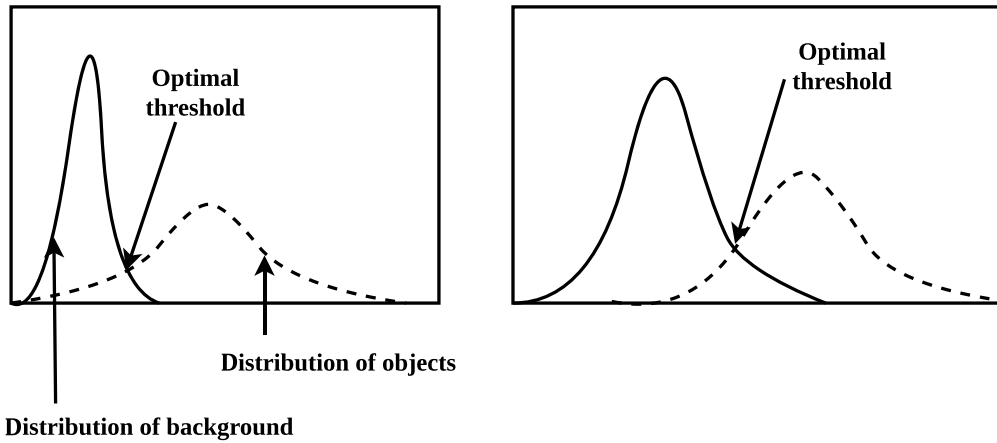 Optimal
threshold
Optimal
threshold
Distribution of objects
Distribution of background